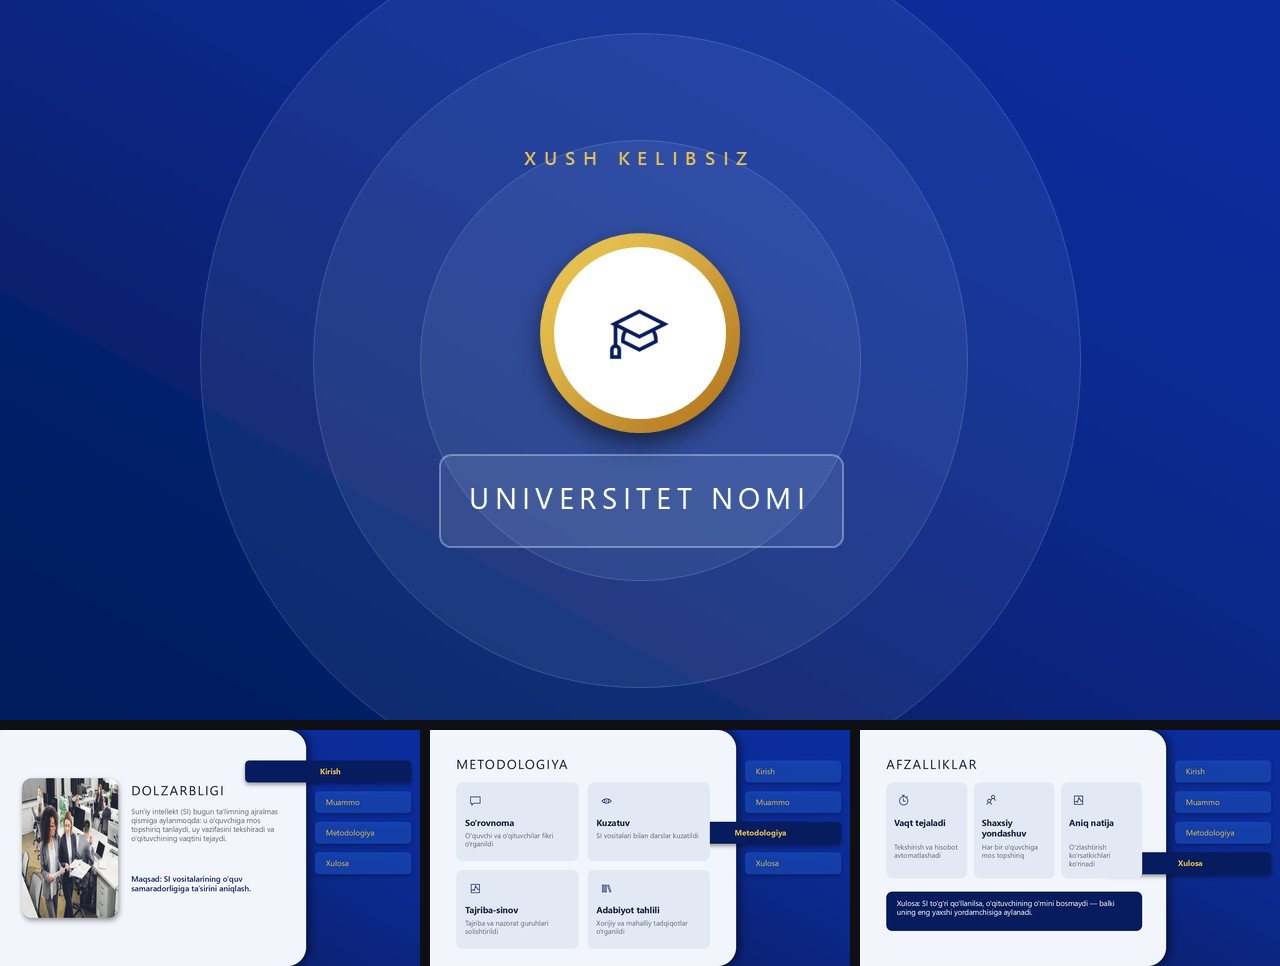 XUSH KELIBSIZ
UNIVERSITET NOMI
DOLZARBLIGI
Sun'iy intellekt (SI) bugun ta'limning ajralmas
qismiga aylanmoqda: u o'quvchiga mos
topshiriq tanlaydi, uy vazifasini tekshiradi va
o'qituvchining vaqtini tejaydi.
Maqsad: SI vositalarining o'quv
samaradorligiga ta'sirini aniqlash.
Kirish
Muammo
Metodologiya
Xulosa
METODOLOGIYA
So'rovnoma
O'quvchi va o'qituvchilar fikri
o'rganildi
Kuzatuv
SI vositalari bilan darslar kuzatildi
Tajriba-sinov
Tajriba va nazorat guruhlari
solishtirildi
Adabiyot tahlili
Xorijiy va mahalliy tadqiqotlar
o'rganildi
Kirish
Muammo
Metodologiya
Xulosa
AFZALLIKLAR
Vaqt tejaladi
Tekshirish va hisobot
avtomatlashadi
Shaxsiy
yondashuv
Har bir o'quvchiga
mos topshiriq
Aniq natija
O'zlashtirish
ko'rsatkichlari
ko'rinadi
Xulosa: SI to'g'ri qo'llanilsa, o'qituvchining o'rnini bosmaydi — balki
uning eng yaxshi yordamchisiga aylanadi.
Kirish
Muammo
Metodologiya
Xulosa